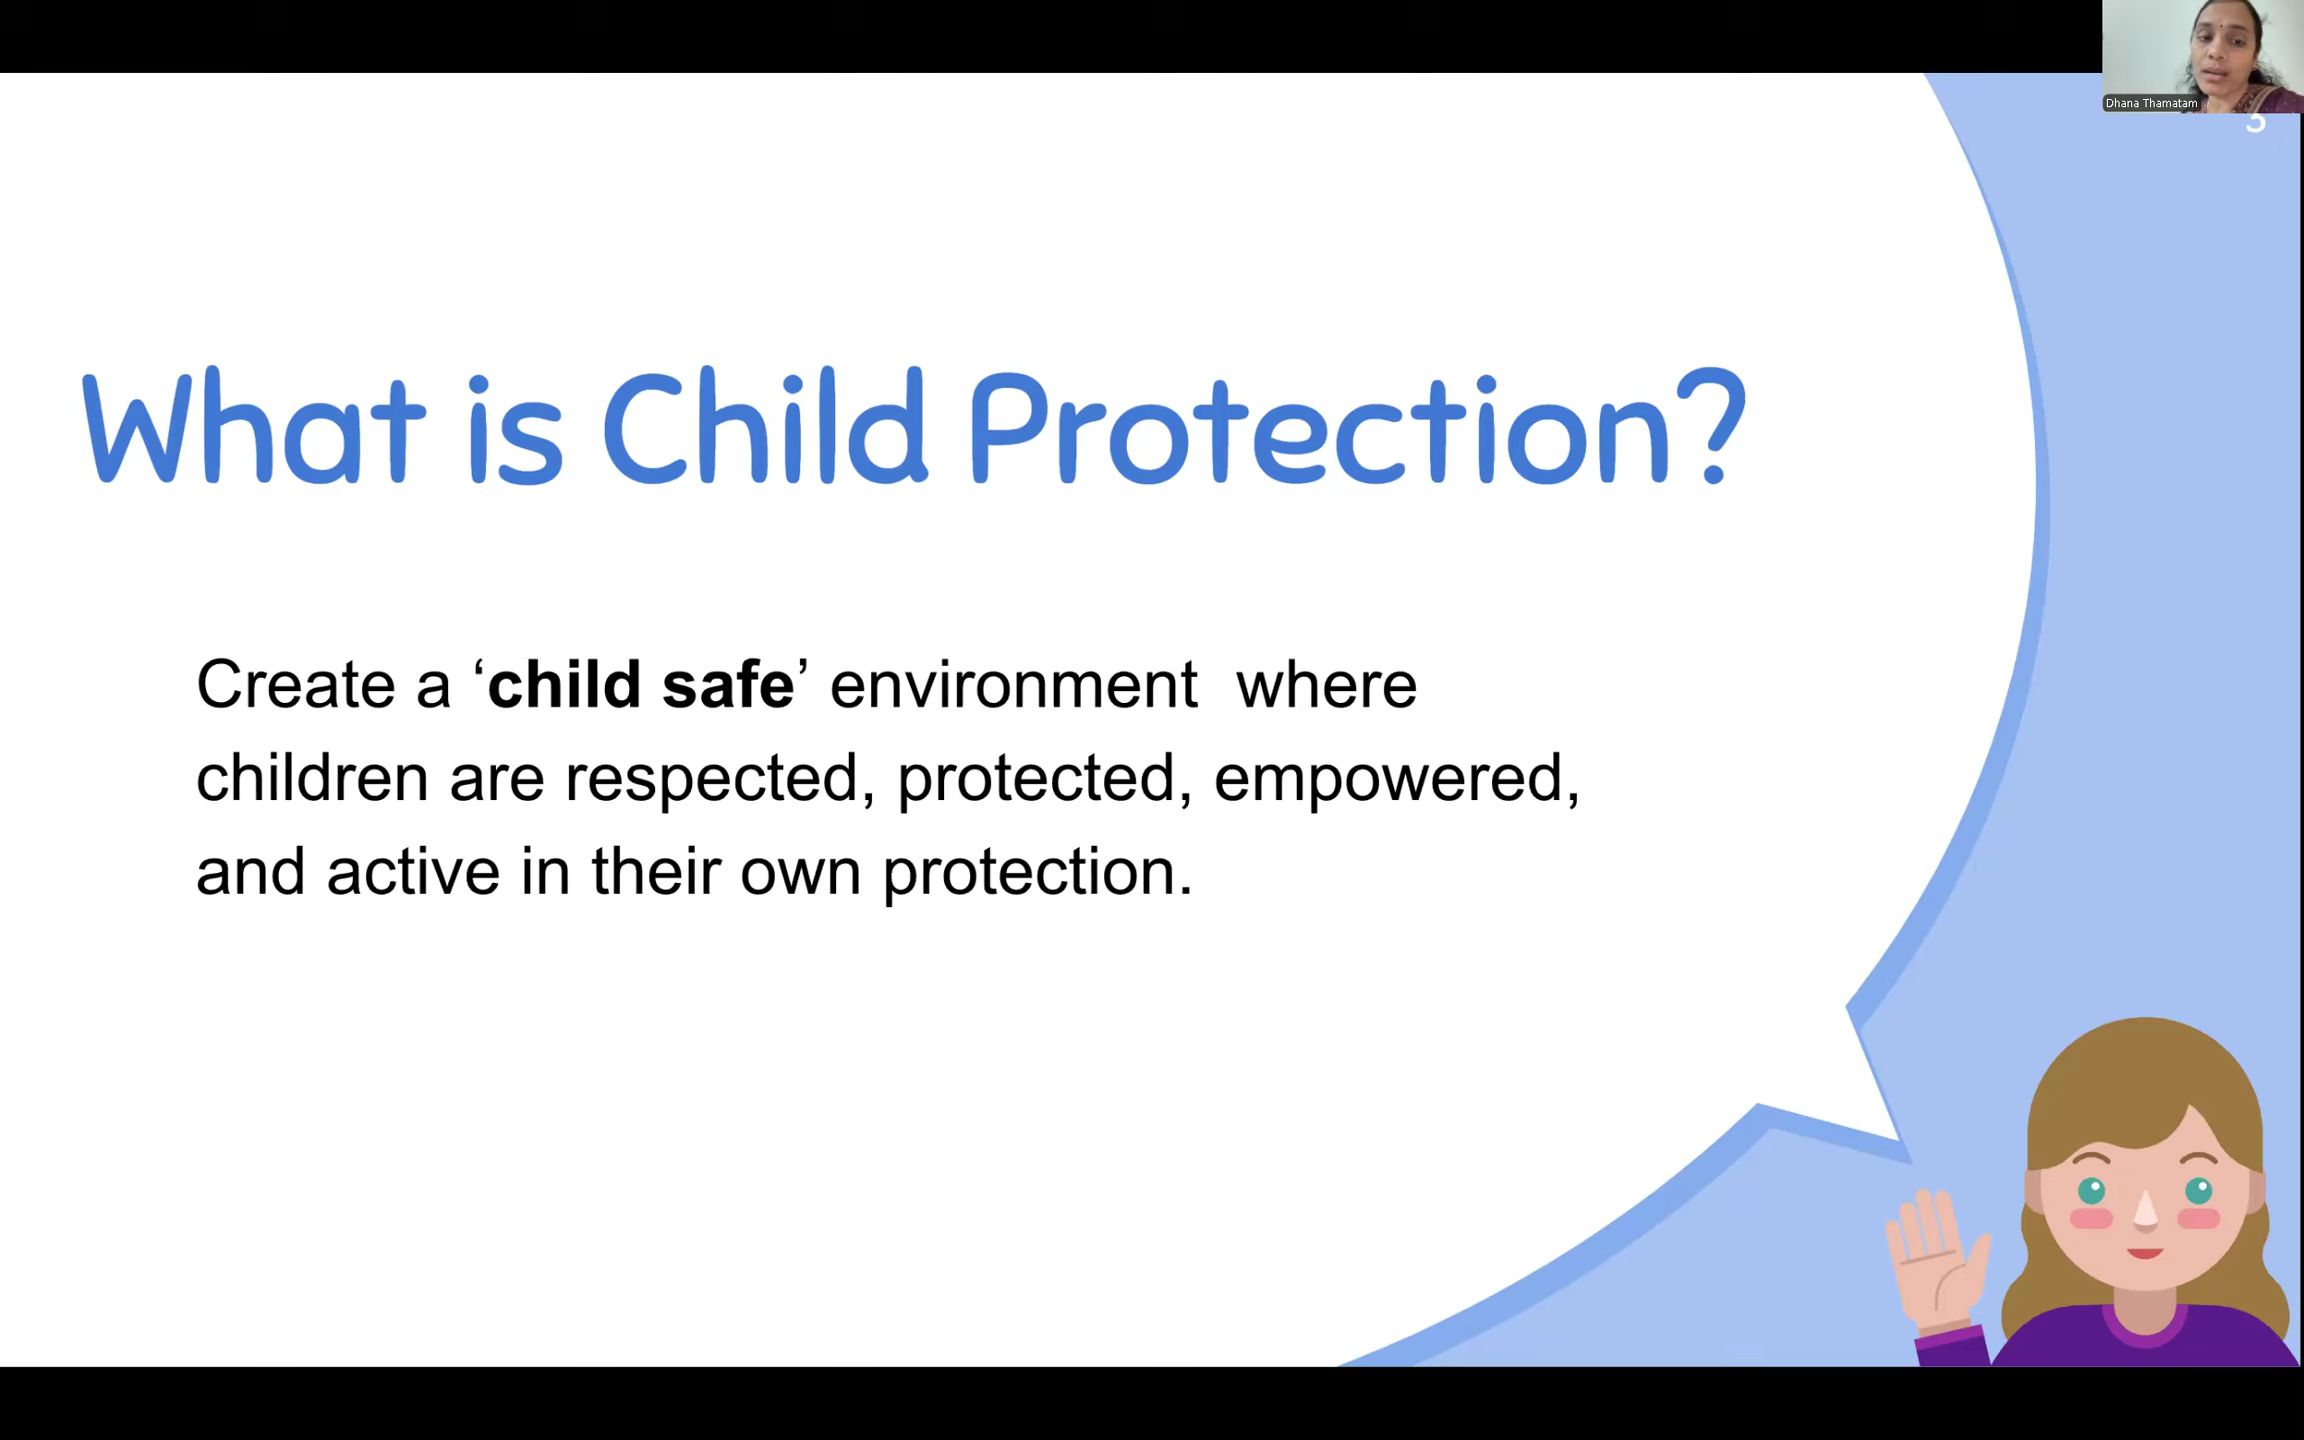 Dhana Thamatam
What is Child Protection?
Create a ‘child safe’ environment  where
children are respected, protected, empowered,
and active in their own protection.